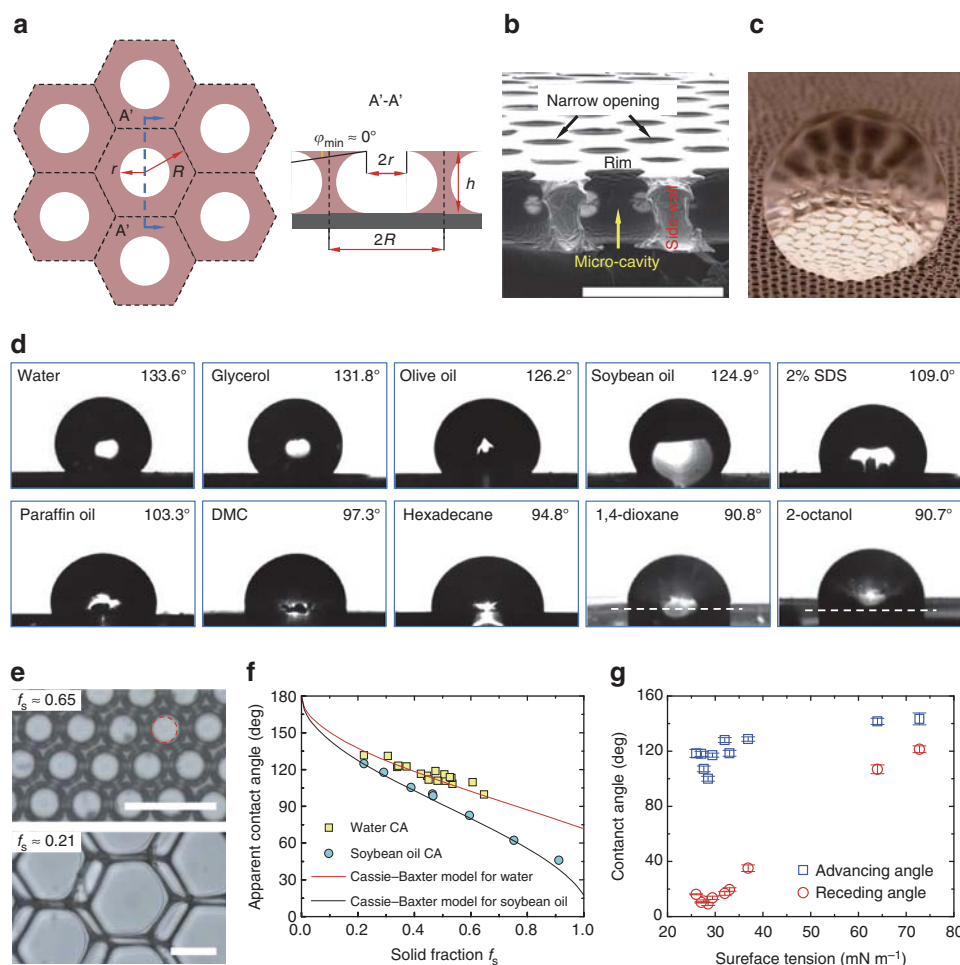 a
A'
r
R
A'
A'-A'
φmin ≈ 0°
2r
h
2R
b
Narrow opening
Rim
Side-wall
Micro-cavity
c
d
Water 133.6°
Glycerol 131.8°
Olive oil 126.2°
Soybean oil 124.9°
2% SDS 109.0°
Paraffin oil 103.3°
DMC 97.3°
Hexadecane 94.8°
1,4-dioxane 90.8°
2-octanol 90.7°
e
fs ≈ 0.65
fs ≈ 0.21
f
180
150
120
90
60
30
0
Apparent contact angle (deg)
Water CA
Soybean oil CA
Cassie–Baxter model for water
Cassie–Baxter model for soybean oil
0.0 0.2 0.4 0.6 0.8 1.0
Solid fraction fs
g
160
120
80
40
0
Contanct angle (deg)
Advancing angle
Receding angle
20 30 40 50 60 70 80
Sureface tension (mN m⁻¹)